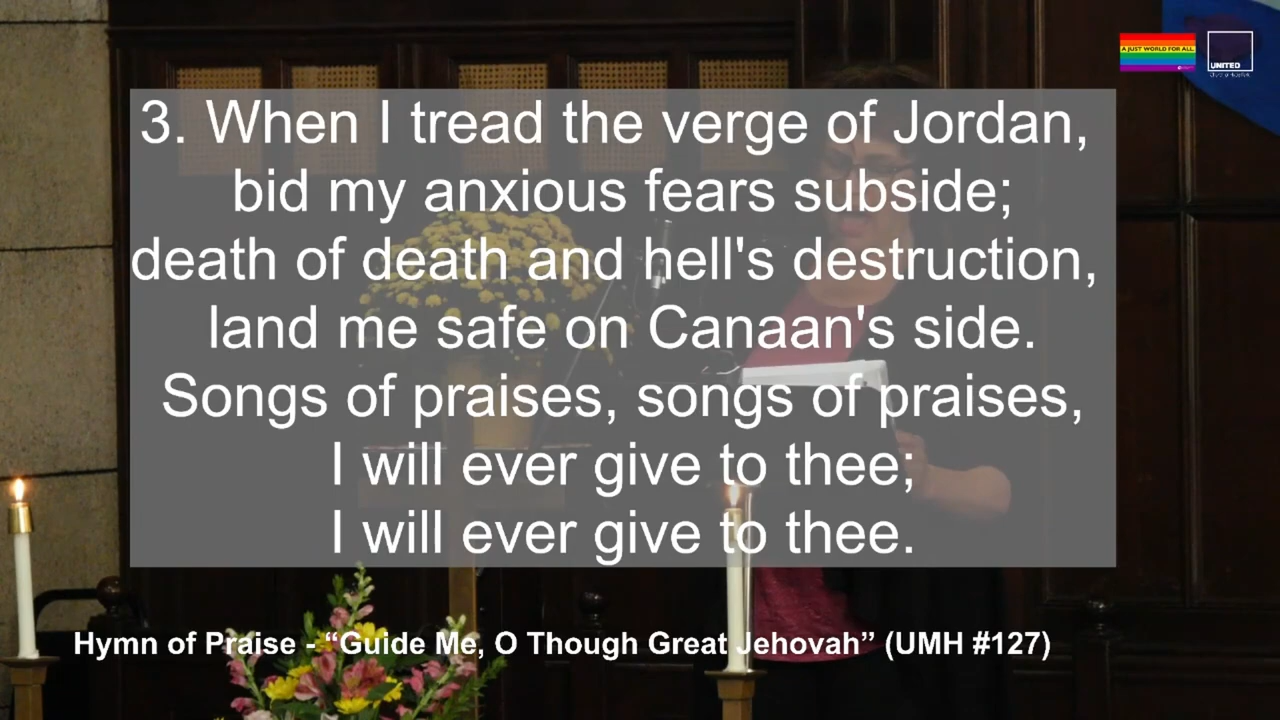 A JUST WORLD FOR ALL
UNITED
3. When I tread the verge of Jordan,
bid my anxious fears subside;
death of death and hell's destruction,
land me safe on Canaan's side.
Songs of praises, songs of praises,
I will ever give to thee;
I will ever give to thee.
Hymn of Praise - “Guide Me, O Though Great Jehovah” (UMH #127)